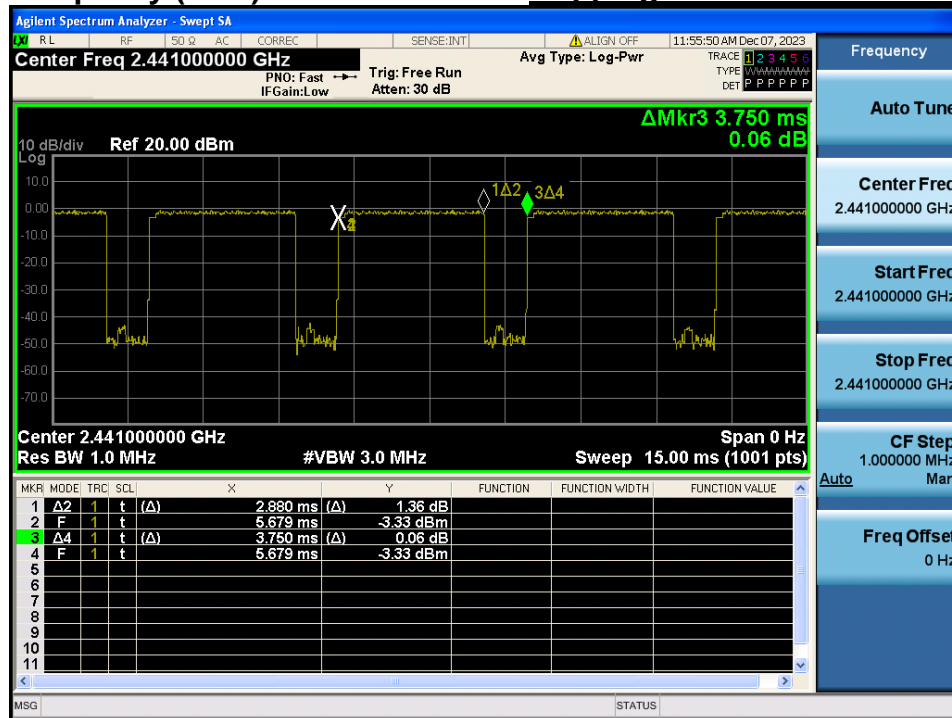 Agilent Spectrum Analyzer - Swept SA
LXI RL RF 50 Ω AC CORREC SENSE:INT ALIGN OFF 11:55:50 AM Dec 07, 2023
Center Freq 2.441000000 GHz Avg Type: Log-Pwr TRACE 1 2 3 4 5 6
PNO: Fast Trig: Free Run TYPE WWWWWW
IFGain:Low Atten: 30 dB DET P P P P P P
ΔMkr3 3.750 ms
0.06 dB
10 dB/div Ref 20.00 dBm
Log
10.0
0.00
-10.0
-20.0
-30.0
-40.0
-50.0
-60.0
-70.0
1Δ2 3Δ4
Center 2.441000000 GHz Span 0 Hz
Res BW 1.0 MHz #VBW 3.0 MHz Sweep 15.00 ms (1001 pts)
MKR MODE TRC SCL X Y FUNCTION FUNCTION WIDTH FUNCTION VALUE
1 Δ2 1 t (Δ) 2.880 ms (Δ) 1.36 dB
2 F 1 t 5.679 ms -3.33 dBm
3 Δ4 1 t (Δ) 3.750 ms (Δ) 0.06 dB
4 F 1 t 5.679 ms -3.33 dBm
5
6
7
8
9
10
11
MSG STATUS
Frequency
Auto Tune
Center Freq
2.441000000 GHz
Start Freq
2.441000000 GHz
Stop Freq
2.441000000 GHz
CF Step
1.000000 MHz
Auto Man
Freq Offset
0 Hz